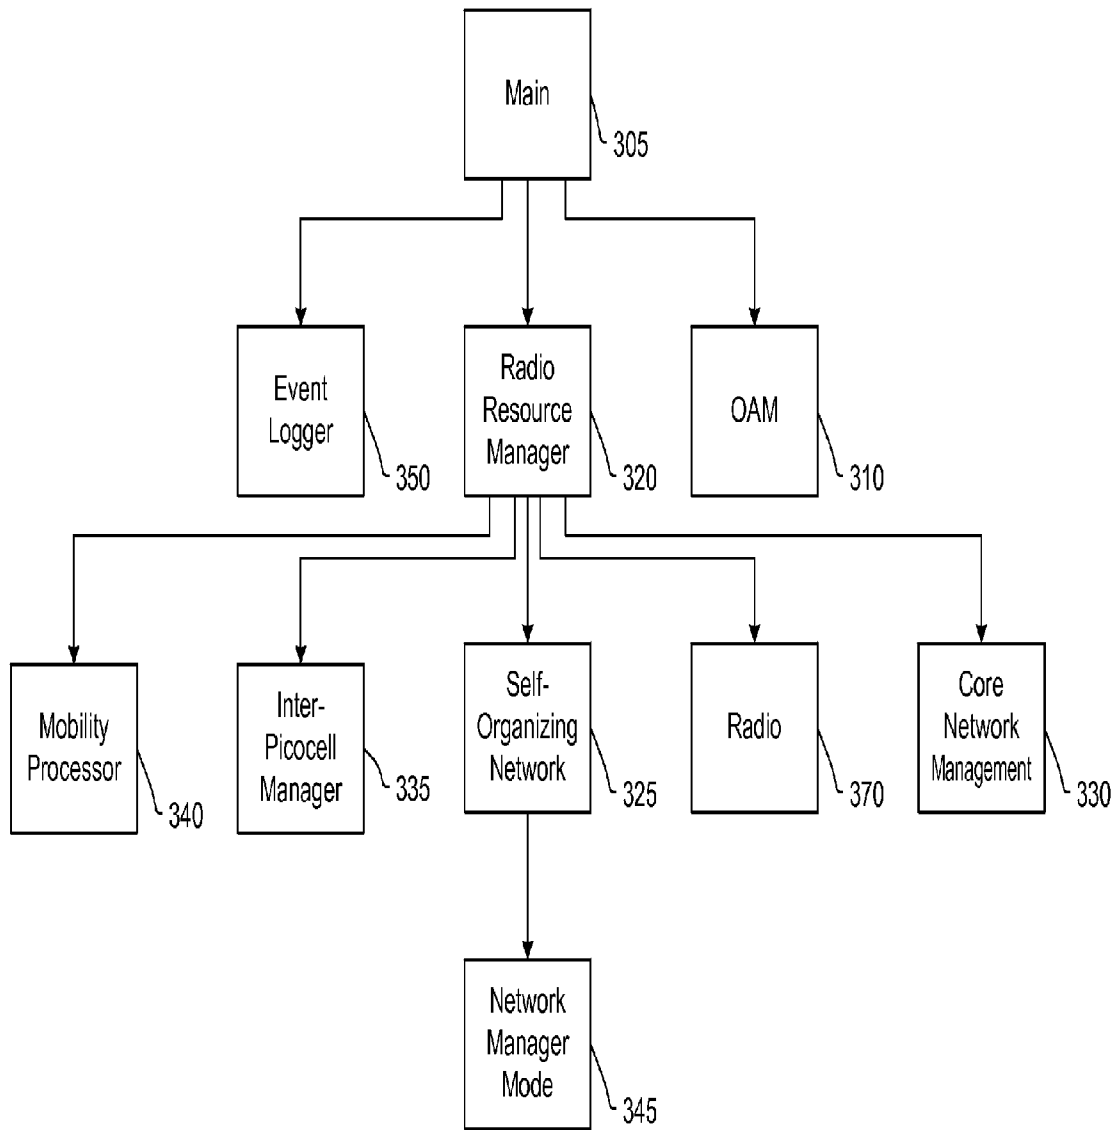 Main
305
Event
Logger
350
Radio
Resource
Manager
320
OAM
310
Mobility
Processor
340
Inter-
Picocell
Manager
335
Self-
Organizing
Network
325
Radio
370
Core
Network
Management
330
Network
Manager
Mode
345